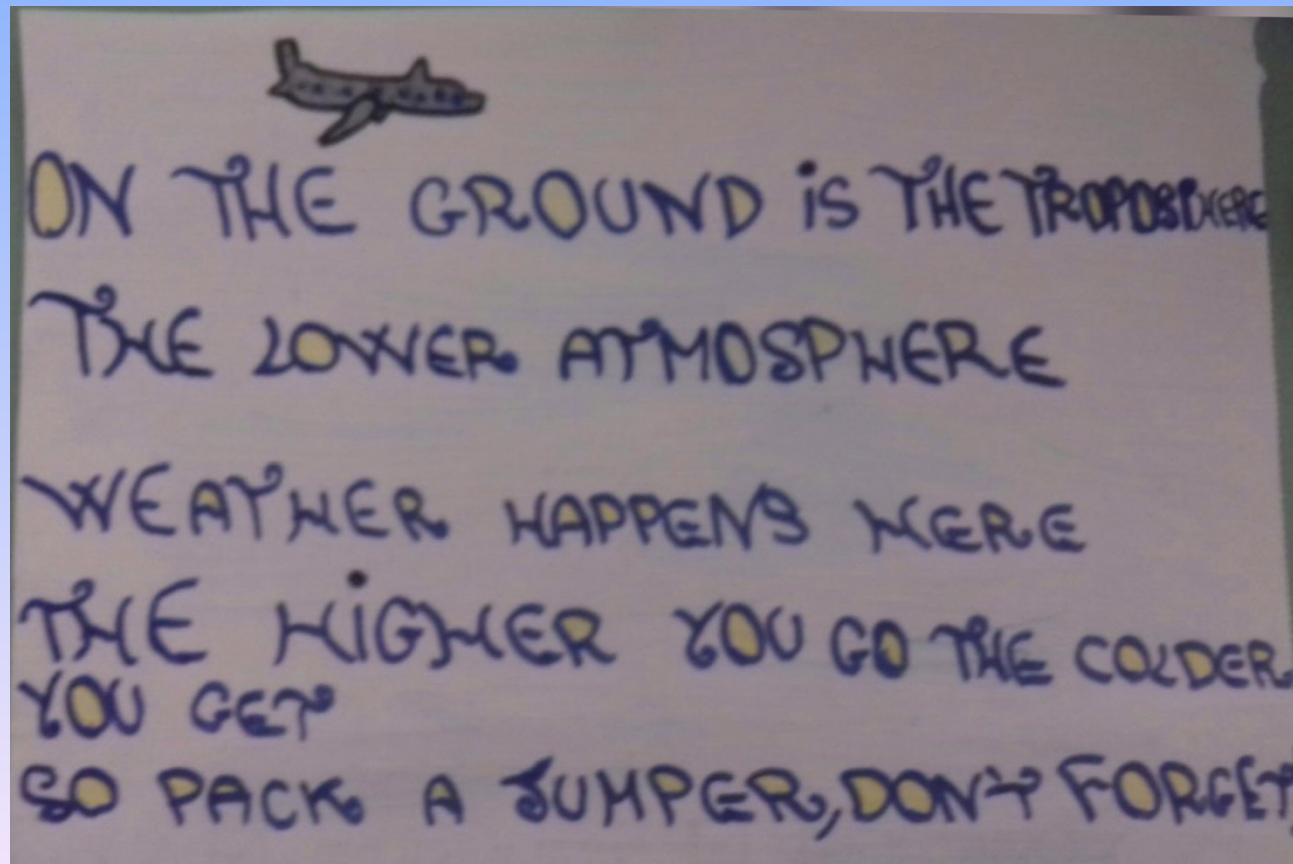 ON THE GROUND iS THE TROPOSPHERE
THE LOWER ATMOSPHERE
WEATHER HAPPENS HERE
THE HiGHER YOU GO THE COLDER
YOU GET
SO PACK A JUMPER, DON'T FORGET